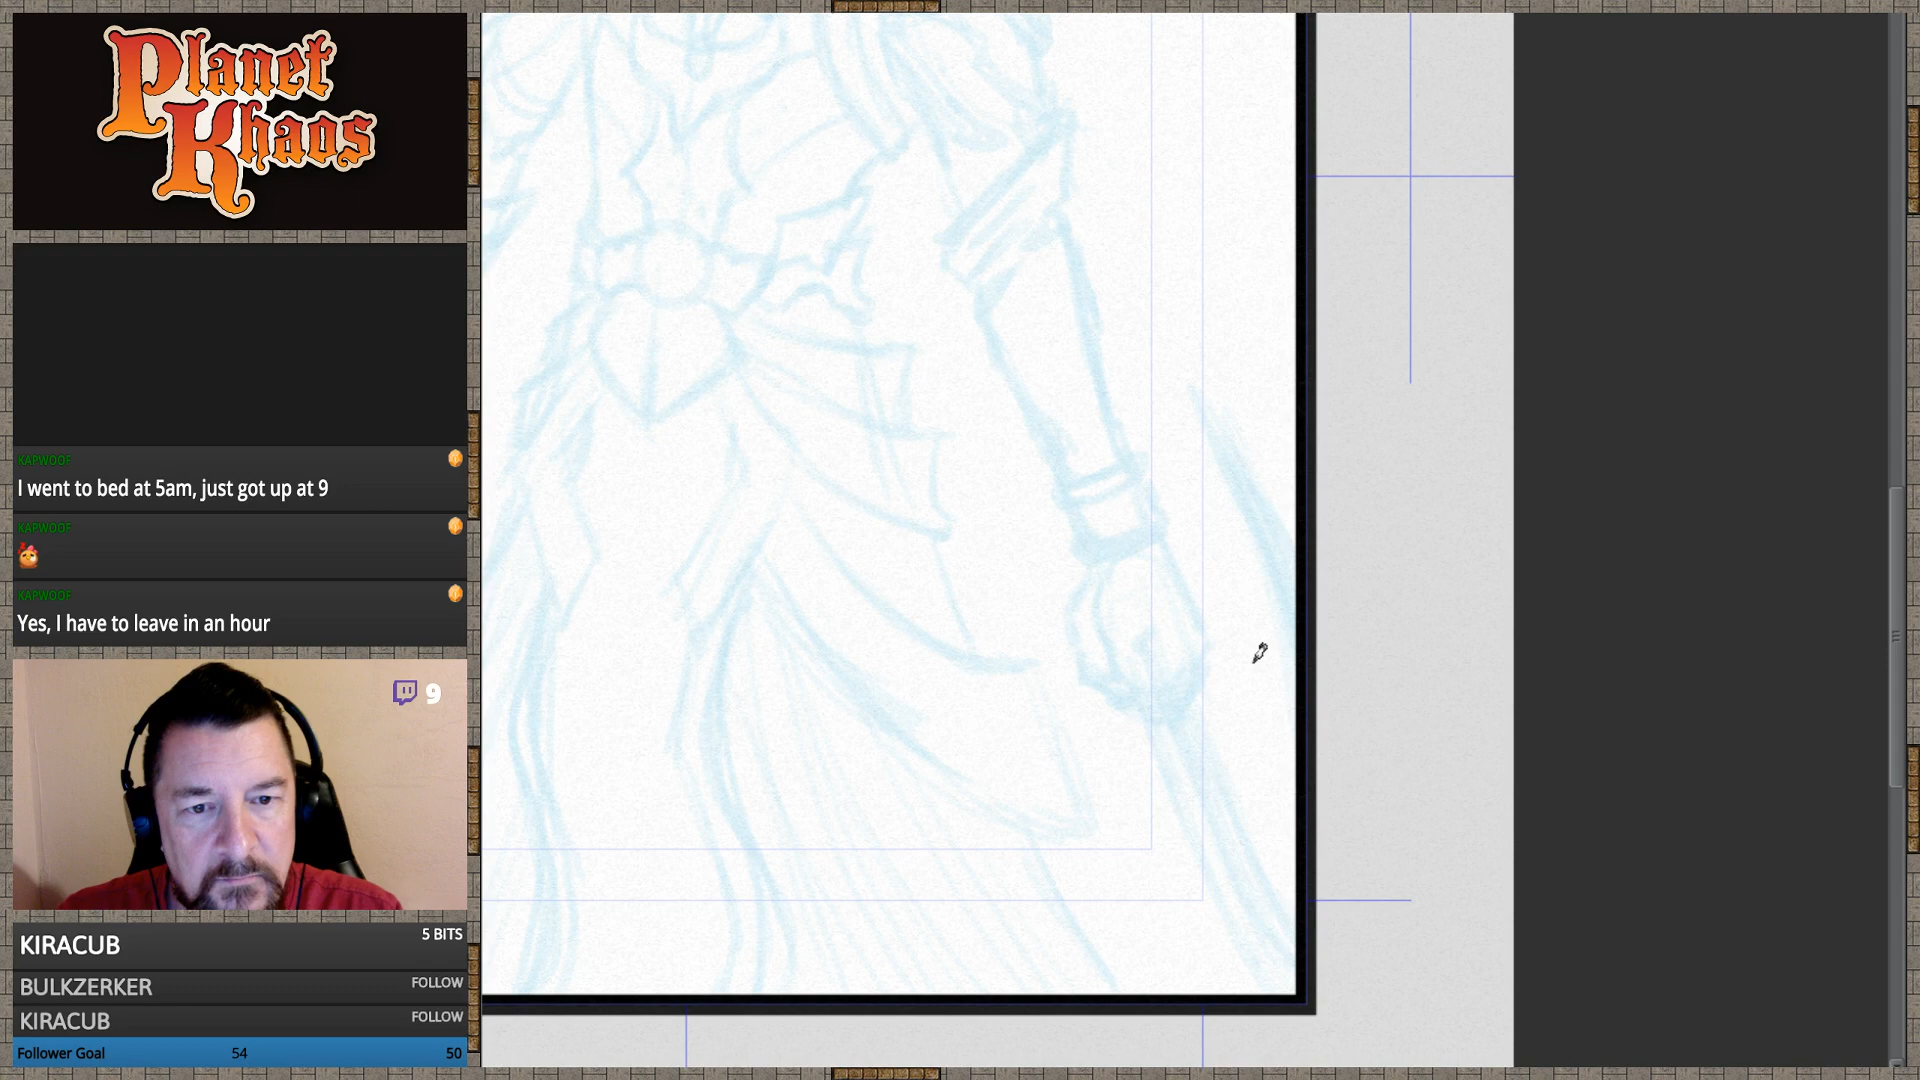 Planet
Khaos
KAPWOOF
I went to bed at 5am, just got up at 9
KAPWOOF
KAPWOOF
Yes, I have to leave in an hour
9
KIRACUB 5 BITS
BULKZERKER FOLLOW
KIRACUB FOLLOW
Follower Goal 54 50